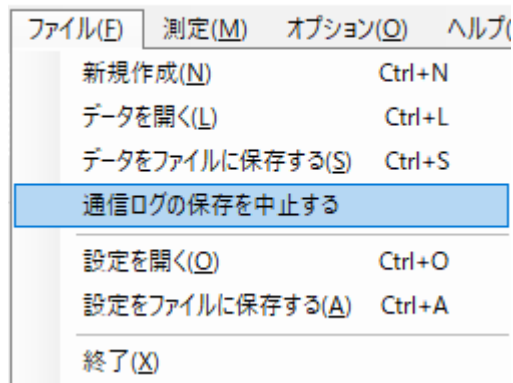 ファイル(F) 測定(M) オプション(O) ヘルプ(
新規作成(N) Ctrl+N
データを開く(L) Ctrl+L
データをファイルに保存する(S) Ctrl+S
通信ログの保存を中止する
設定を開く(O) Ctrl+O
設定をファイルに保存する(A) Ctrl+A
終了(X)